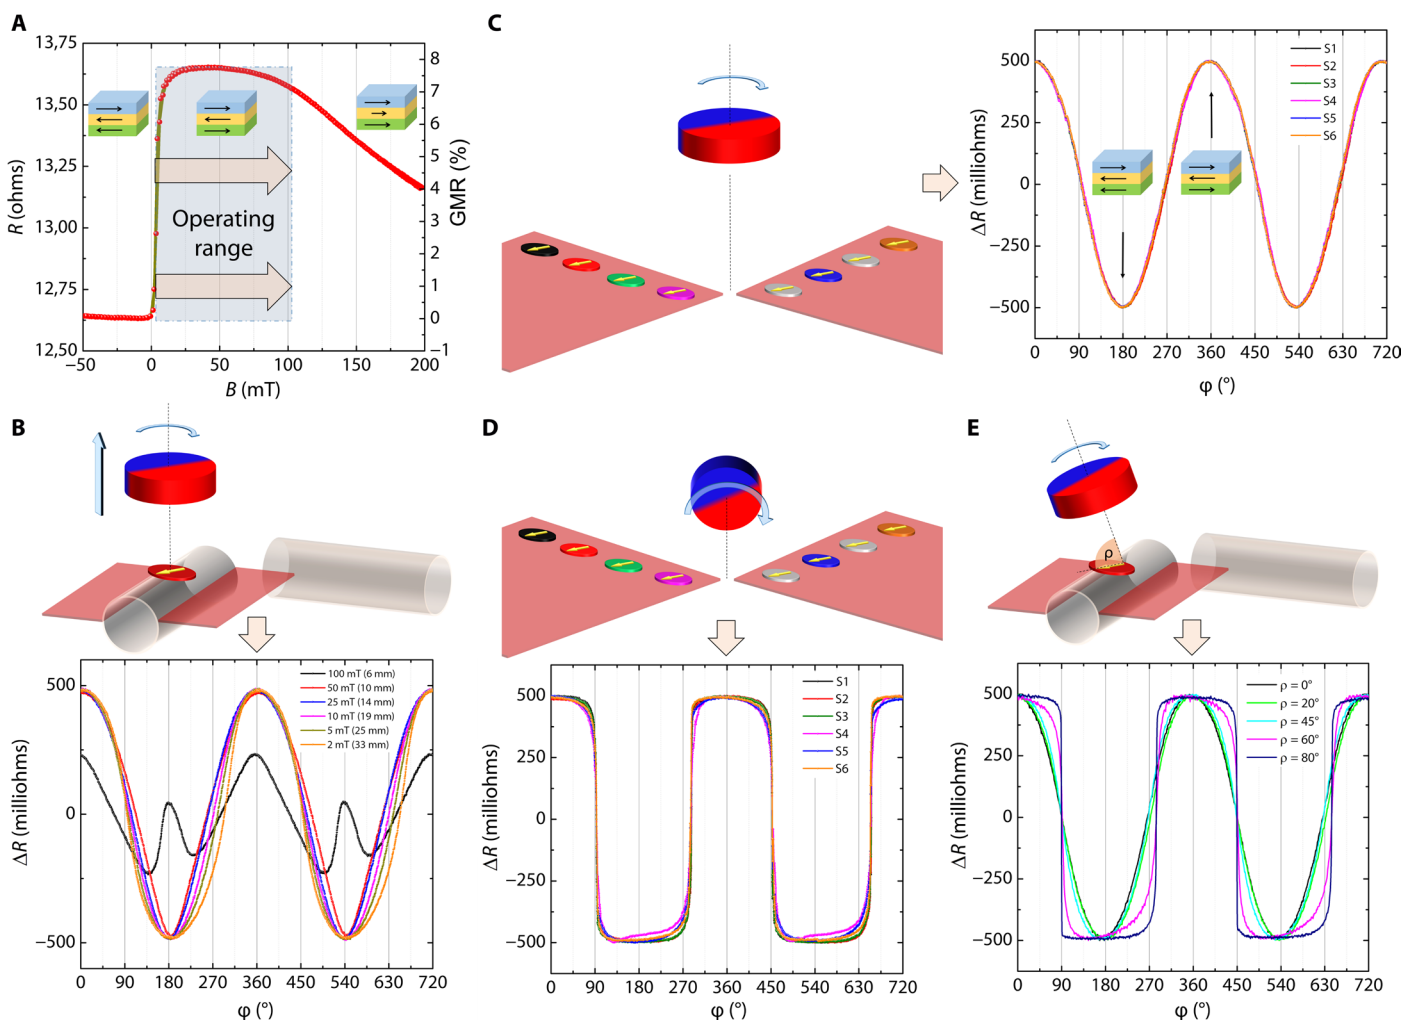 A
13,75
13,50
13,25
13,00
12,75
12,50
R (ohms)
8
7
6
5
4
3
2
1
0
−1
GMR (%)
Operating
range
−50
0
50
100
150
200
B (mT)
C
500
250
0
−250
−500
ΔR (milliohms)
S1
S2
S3
S4
S5
S6
0
90
180
270
360
450
540
630
720
φ (°)
B
500
250
0
−250
−500
ΔR (milliohms)
100 mT (6 mm)
50 mT (10 mm)
25 mT (14 mm)
10 mT (19 mm)
5 mT (25 mm)
2 mT (33 mm)
0
90
180
270
360
450
540
630
720
φ (°)
D
500
250
0
−250
−500
ΔR (milliohms)
S1
S2
S3
S4
S5
S6
0
90
180
270
360
450
540
630
720
φ (°)
E
ρ
500
250
0
−250
−500
ΔR (milliohms)
ρ = 0°
ρ = 20°
ρ = 45°
ρ = 60°
ρ = 80°
0
90
180
270
360
450
540
630
720
φ (°)